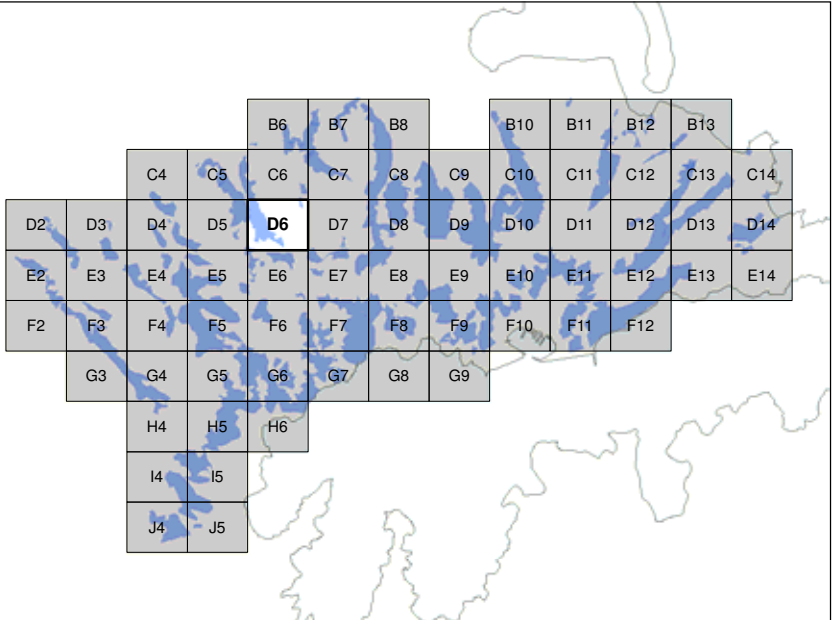 B6 B7 B8 B10 B11 B12 B13
C4 C5 C6 C7 C8 C9 C10 C11 C12 C13 C14
D2 D3 D4 D5 D6 D7 D8 D9 D10 D11 D12 D13 D14
E2 E3 E4 E5 E6 E7 E8 E9 E10 E11 E12 E13 E14
F2 F3 F4 F5 F6 F7 F8 F9 F10 F11 F12
G3 G4 G5 G6 G7 G8 G9
H4 H5 H6
I4 I5
J4 J5